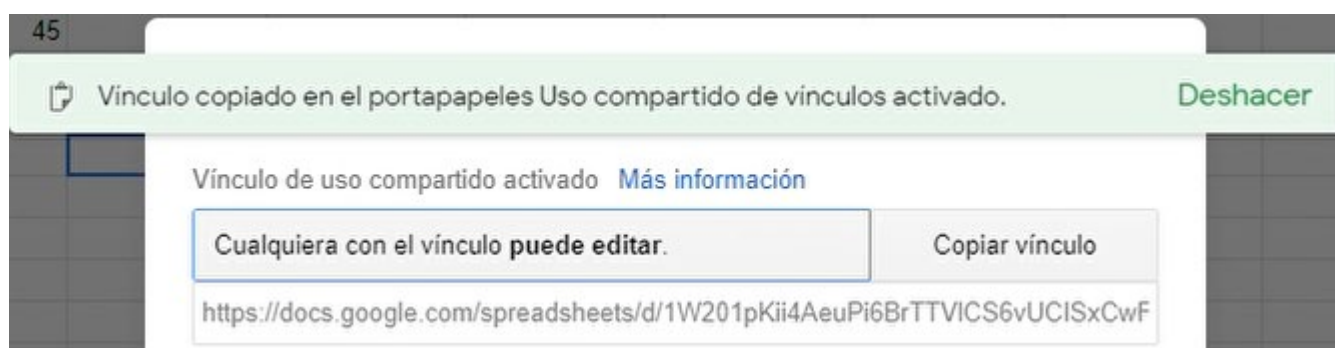 45
Vínculo copiado en el portapapeles Uso compartido de vínculos activado. Deshacer
Vínculo de uso compartido activado Más información
Cualquiera con el vínculo puede editar. Copiar vínculo
https://docs.google.com/spreadsheets/d/1W201pKii4AeuPi6BrTTVICS6vUCISxCwF